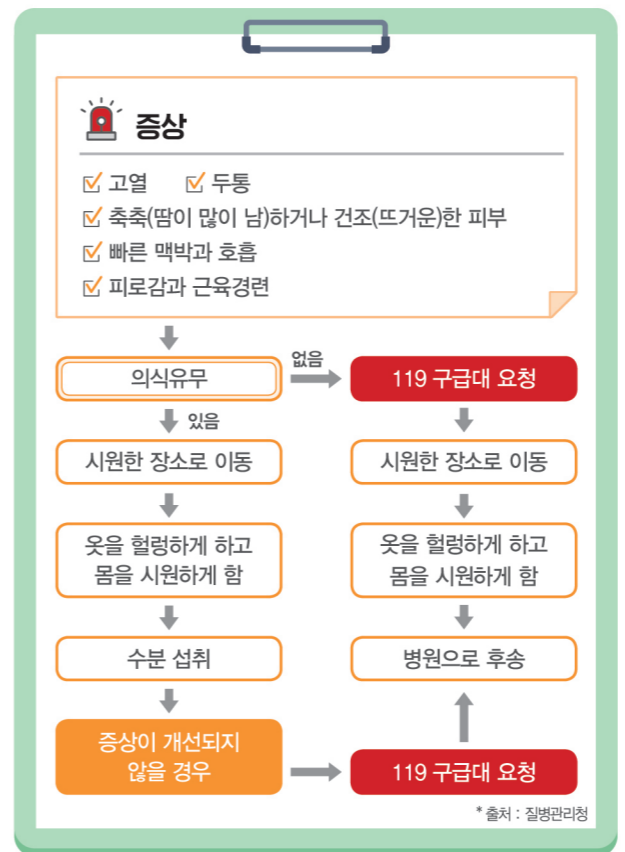 증상
고열 두통
축축(땀이 많이 남)하거나 건조(뜨거운)한 피부
빠른 맥박과 호흡
피로감과 근육경련
의식유무
없음
119 구급대 요청
있음
시원한 장소로 이동
시원한 장소로 이동
옷을 헐렁하게 하고
몸을 시원하게 함
옷을 헐렁하게 하고
몸을 시원하게 함
수분 섭취
병원으로 후송
증상이 개선되지
않을 경우
119 구급대 요청
* 출처 : 질병관리청